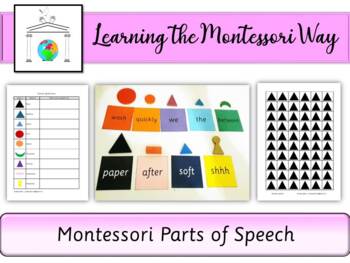 Learning the Montessori Way
wash quickly we the between
paper after soft shhh
Montessori Parts of Speech